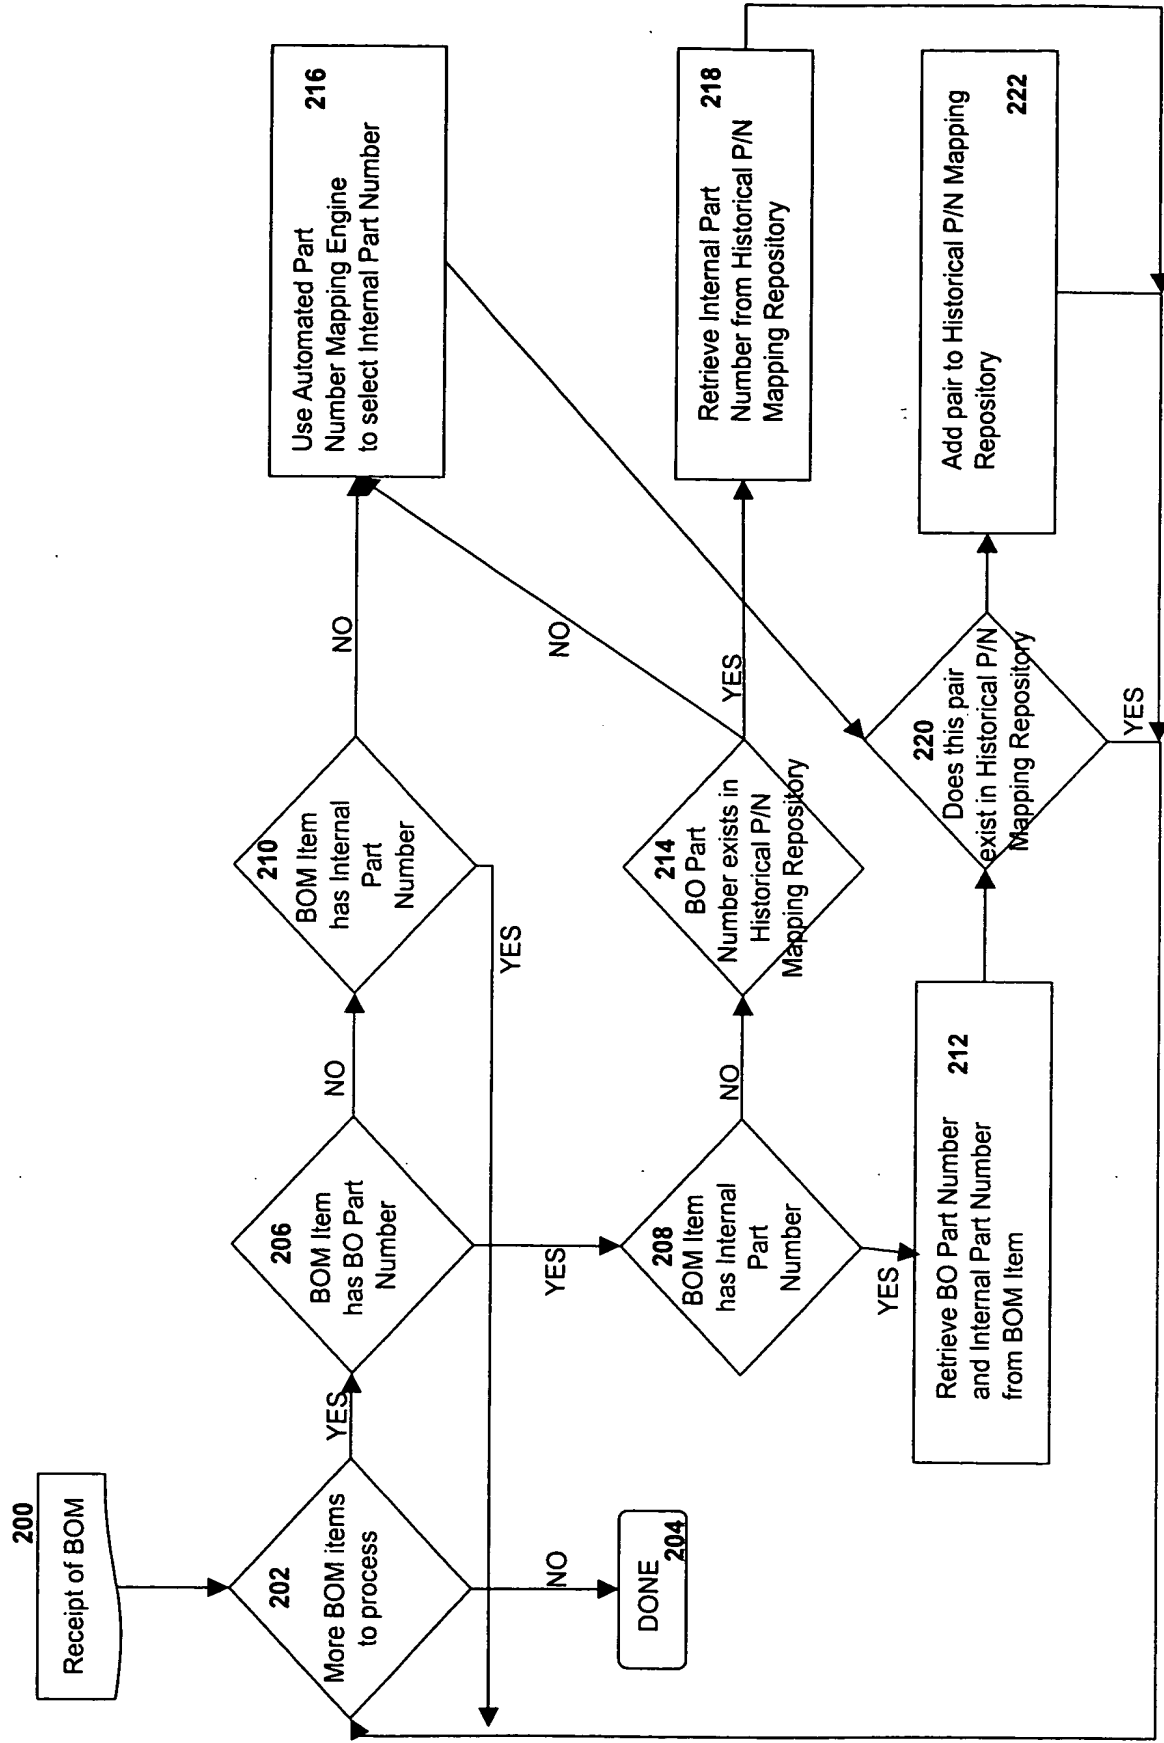 200
Receipt of BOM
202
More BOM items
to process
YES
NO
DONE
204
206
BOM Item
has BO Part
Number
NO
YES
210
BOM Item
has Internal
Part
Number
NO
YES
Use Automated Part
216
Number Mapping Engine
to select Internal Part Number
208
BOM Item
has Internal
Part
Number
NO
YES
214
BO Part
Number exists in
Historical P/N
Mapping Repository
NO
YES
Retrieve Internal Part
218
Number from Historical P/N
Mapping Repository
212
Retrieve BO Part Number
and Internal Part Number
from BOM Item
220
Does this pair
exist in Historical P/N
Mapping Repository
YES
Add pair to Historical P/N Mapping
Repository
222